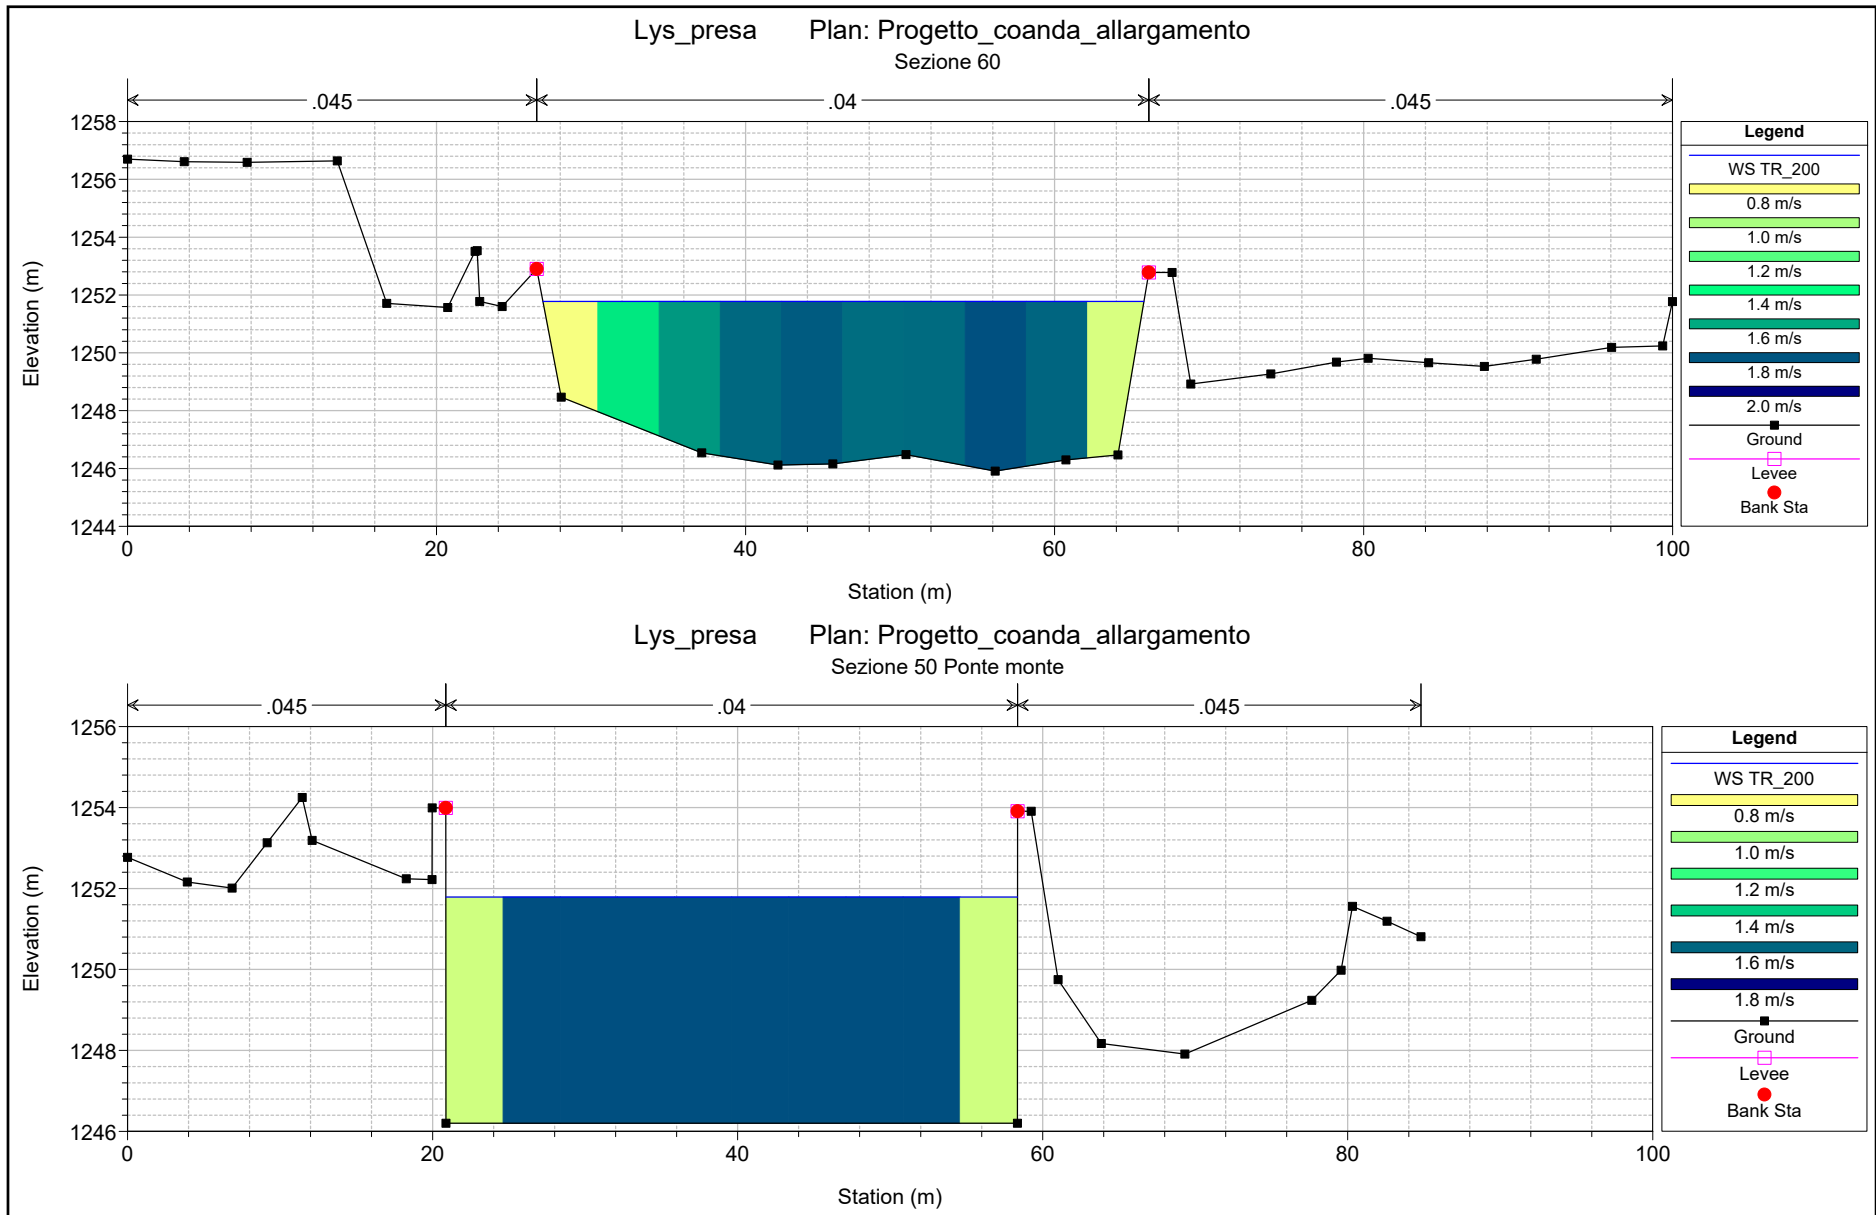 Lys_presa Plan: Progetto_coanda_allargamento
Sezione 60
.045 .04 .045
1258
1256
1254
1252
1250
1248
1246
1244
Elevation (m)
0 20 40 60 80 100
Station (m)
Legend
WS TR_200
0.8 m/s
1.0 m/s
1.2 m/s
1.4 m/s
1.6 m/s
1.8 m/s
2.0 m/s
Ground
Levee
Bank Sta
Lys_presa Plan: Progetto_coanda_allargamento
Sezione 50 Ponte monte
.045 .04 .045
1256
1254
1252
1250
1248
1246
Elevation (m)
0 20 40 60 80 100
Station (m)
Legend
WS TR_200
0.8 m/s
1.0 m/s
1.2 m/s
1.4 m/s
1.6 m/s
1.8 m/s
Ground
Levee
Bank Sta